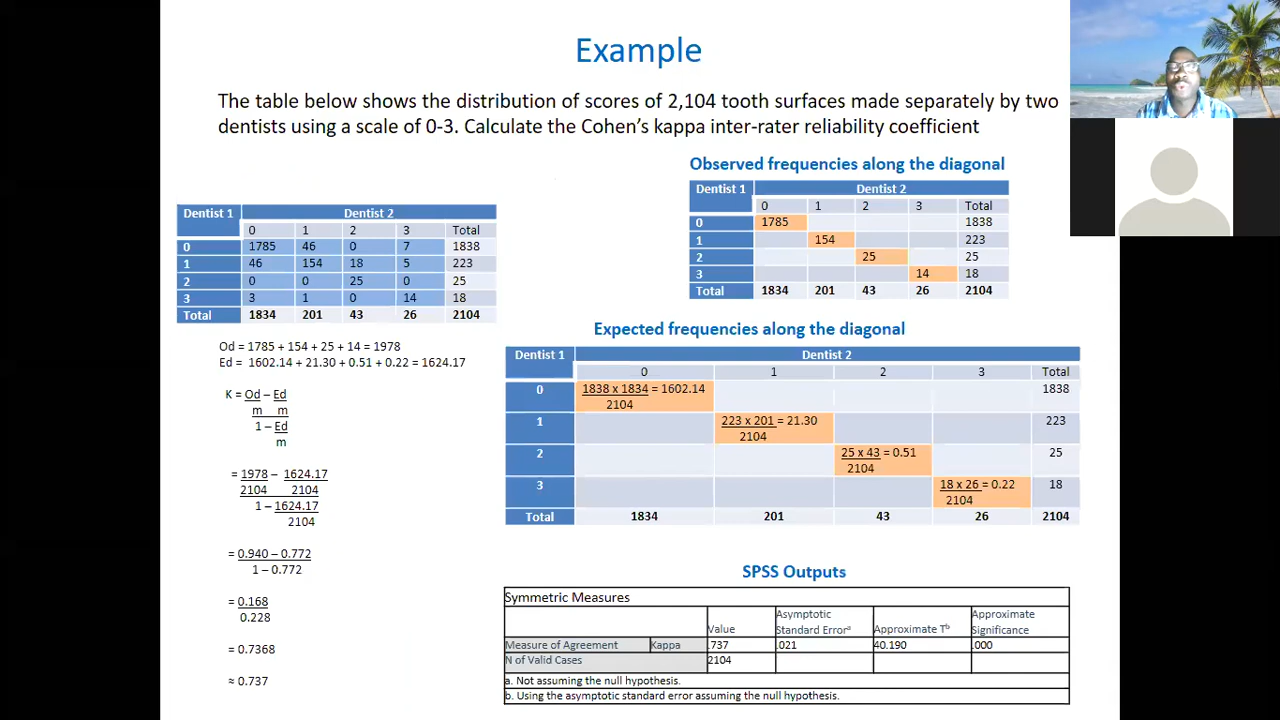 Example
The table below shows the distribution of scores of 2,104 tooth surfaces made separately by two
dentists using a scale of 0-3. Calculate the Cohen's kappa inter-rater reliability coefficient
Dentist 1 Dentist 2
0 1 2 3 Total
0 1785 46 0 7 1838
1 46 154 18 5 223
2 0 0 25 0 25
3 3 1 0 14 18
Total 1834 201 43 26 2104
Od = 1785 + 154 + 25 + 14 = 1978
Ed = 1602.14 + 21.30 + 0.51 + 0.22 = 1624.17
K = Od – Ed
m m
1 – Ed
m
= 1978 – 1624.17
2104 2104
1 – 1624.17
2104
= 0.940 – 0.772
1 – 0.772
= 0.168
0.228
= 0.7368
≈ 0.737
Observed frequencies along the diagonal
Dentist 1 Dentist 2
0 1 2 3 Total
0 1785 1838
1 154 223
2 25 25
3 14 18
Total 1834 201 43 26 2104
Expected frequencies along the diagonal
Dentist 1 Dentist 2
0 1 2 3 Total
0 1838 x 1834 = 1602.14 1838
2104
1 223 x 201 = 21.30 223
2104
2 25 x 43 = 0.51 25
2104
3 18 x 26 = 0.22 18
2104
Total 1834 201 43 26 2104
SPSS Outputs
Symmetric Measures
Asymptotic Approximate
Value Standard Errorᵃ Approximate Tᵇ Significance
Measure of Agreement Kappa .737 .021 40.190 .000
N of Valid Cases 2104
a. Not assuming the null hypothesis.
b. Using the asymptotic standard error assuming the null hypothesis.